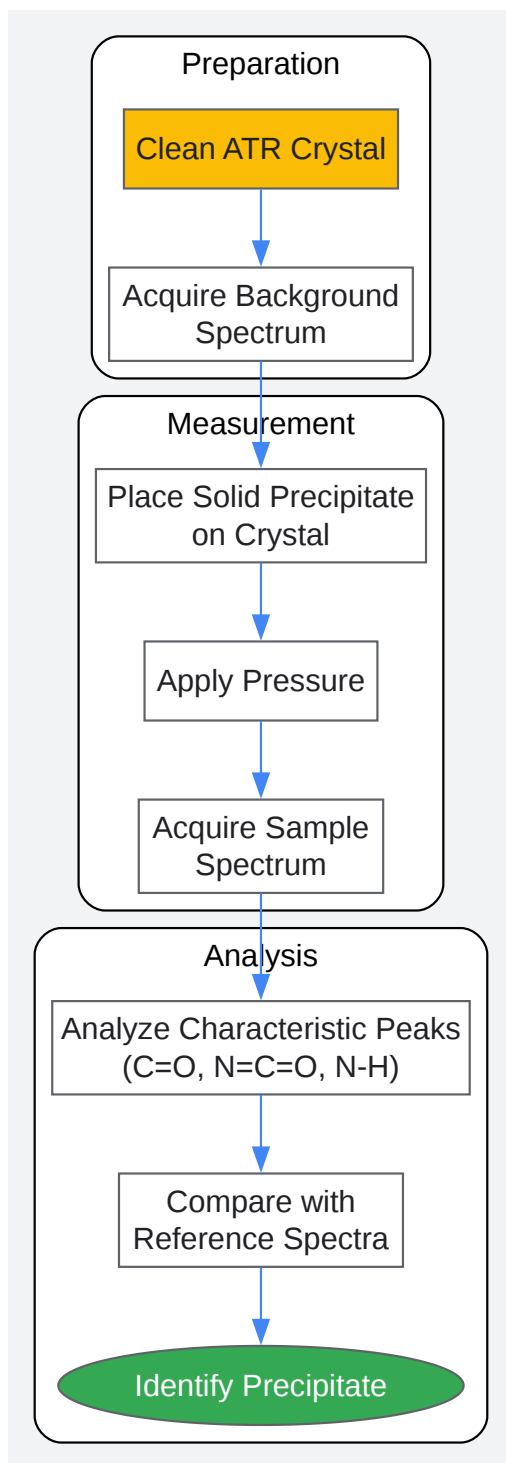 Preparation
Clean ATR Crystal
Acquire Background
Spectrum
Measurement
Place Solid Precipitate
on Crystal
Apply Pressure
Acquire Sample
Spectrum
Analysis
Analyze Characteristic Peaks
(C=O, N=C=O, N-H)
Compare with
Reference Spectra
Identify Precipitate